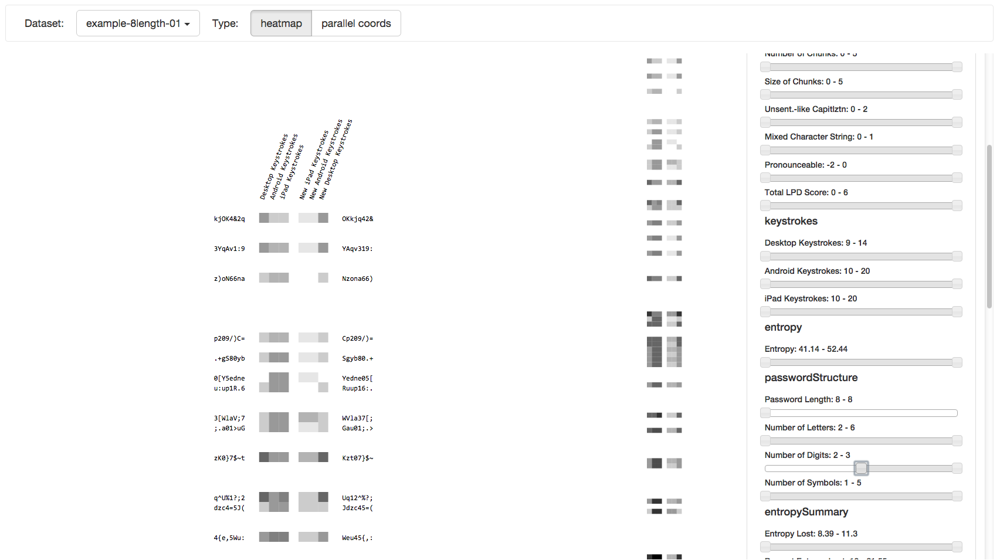 Dataset: example-8length-01 Type: heatmap parallel coords
Desktop Keystrokes
Android Keystrokes
iPad Keystrokes
New iPad Keystrokes
New Android Keystrokes
New Desktop Keystrokes
kjOK4&2q OKkjq42&
3YqAv1:9 YAqv319:
z)oN66na Nzona66)
p209/)C= Cp209/)=
.+gS80yb Sgyb80.+
0[Y5edne Yedne05[
u:up1R.6 Ruup16:.
3[WlaV;7 WVla37[;
;.a01>uG Gau01;.>
zK0}7$~t Kzt07}$~
q^U%1?;2 Uq12^%?;
dzc4=5J( Jdzc45=(
4{e,5Wu: Weu45{,:
Number of Chunks: 0 - 5
Size of Chunks: 0 - 5
Unsent.-like Capitlztn: 0 - 2
Mixed Character String: 0 - 1
Pronounceable: -2 - 0
Total LPD Score: 0 - 6
keystrokes
Desktop Keystrokes: 9 - 14
Android Keystrokes: 10 - 20
iPad Keystrokes: 10 - 20
entropy
Entropy: 41.14 - 52.44
passwordStructure
Password Length: 8 - 8
Number of Letters: 2 - 6
Number of Digits: 2 - 3
Number of Symbols: 1 - 5
entropySummary
Entropy Lost: 8.39 - 11.3